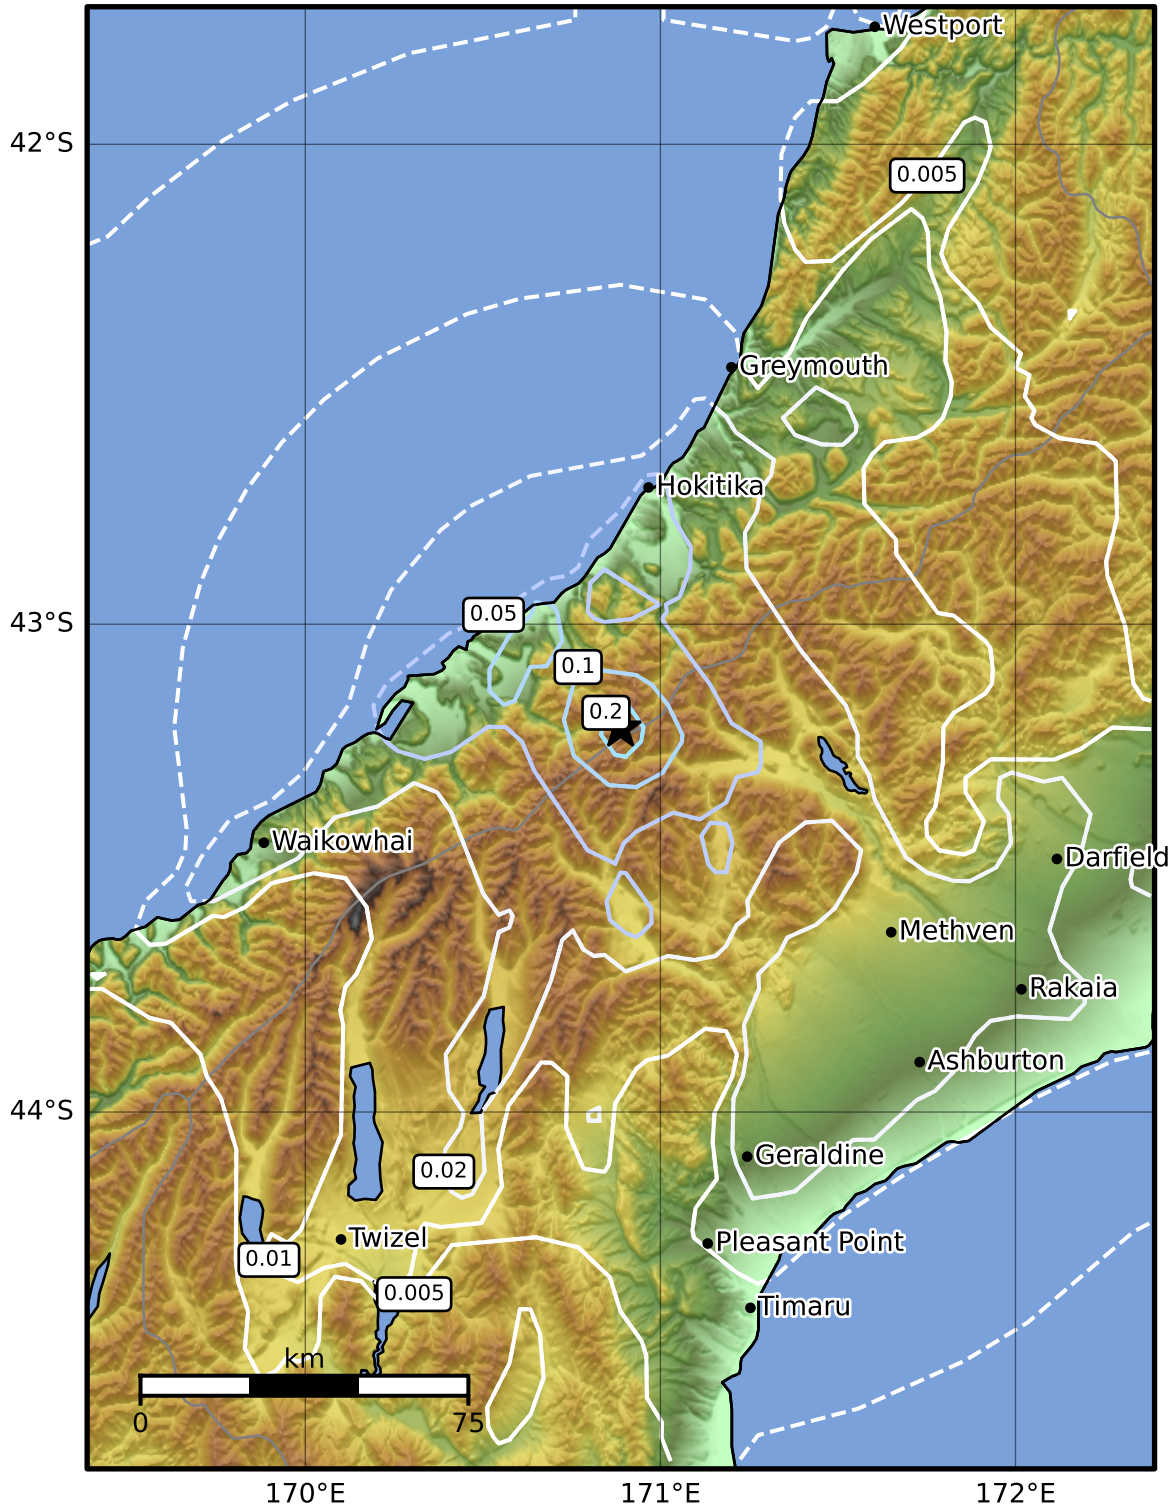 Westport
42°S
0.005
Greymouth
Hokitika
0.05
43°S
0.1
0.2
Waikowhai
Darfield
Methven
Rakaia
Ashburton
44°S
Geraldine
0.02
Twizel
Pleasant Point
0.01
0.005
Timaru
km
0 75
170°E 171°E 172°E